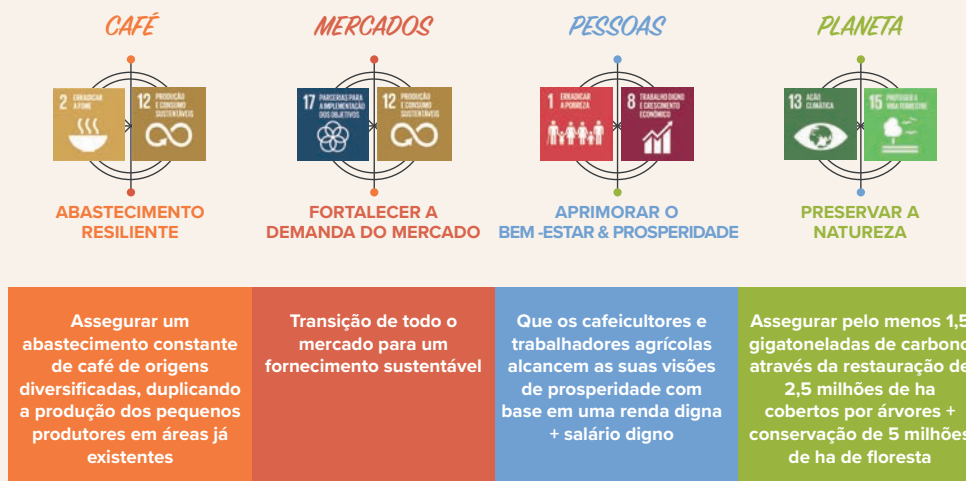 CAFÉ
2 ERRADICAR
A FOME
12 PRODUÇÃO
E CONSUMO
SUSTENTÁVEIS
ABASTECIMENTO
RESILIENTE
MERCADOS
17 PARCERIAS PARA
A IMPLEMENTAÇÃO
DOS OBJETIVOS
12 PRODUÇÃO
E CONSUMO
SUSTENTÁVEIS
FORTALECER A
DEMANDA DO MERCADO
PESSOAS
1 ERRADICAR
A POBREZA
8 TRABALHO DIGNO
E CRESCIMENTO
ECONÔMICO
APRIMORAR O
BEM -ESTAR & PROSPERIDADE
PLANETA
13 AÇÃO
CLIMÁTICA
15 PROTEGER A
VIDA TERRESTRE
PRESERVAR A
NATUREZA
Assegurar um
abastecimento constante
de café de origens
diversificadas, duplicando
a produção dos pequenos
produtores em áreas já
existentes
Transição de todo o
mercado para um
fornecimento sustentável
Que os cafeicultores e
trabalhadores agrícolas
alcancem as suas visões
de prosperidade com
base em uma renda digna
+ salário digno
Assegurar pelo menos 1,5
gigatoneladas de carbono
através da restauração de
2,5 milhões de ha
cobertos por árvores +
conservação de 5 milhões
de ha de floresta